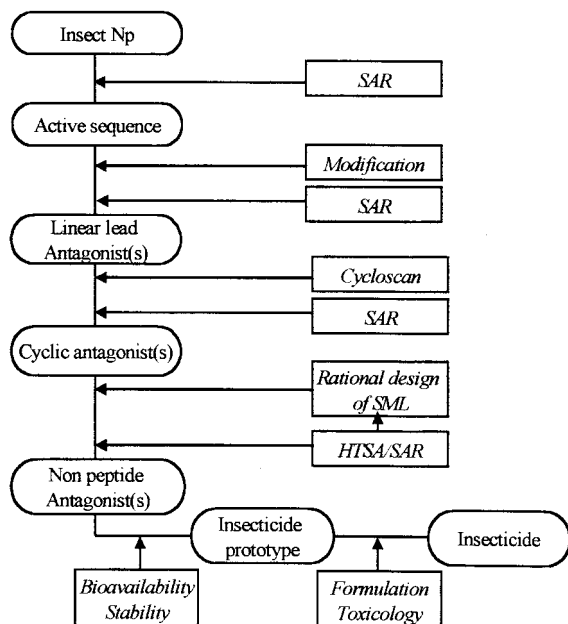 Insect Np
SAR
Active sequence
Modification
SAR
Linear lead
Antagonist(s)
Cycloscan
SAR
Cyclic antagonist(s)
Rational design
of SML
HTSA/SAR
Non peptide
Antagonist(s)
Insecticide
prototype
Insecticide
Bioavailability
Stability
Formulation
Toxicology